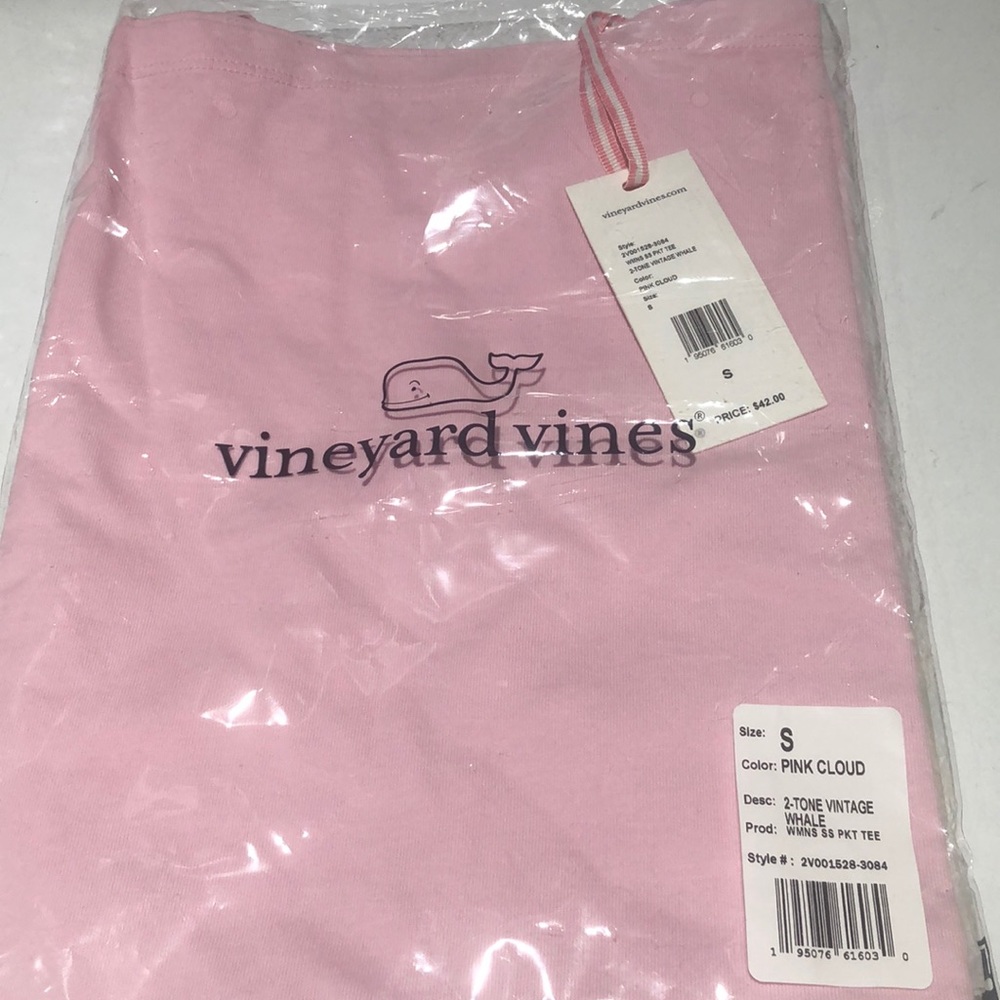 vineyardvines.com
Style:
2V001528-3084
WMNS SS PKT TEE
2-TONE VINTAGE WHALE
Color:
PINK CLOUD
Size:
S
1 95076 61603 0
S
PRICE: $42.00
vineyard vines®
Size: S
Color: PINK CLOUD
Desc: 2-TONE VINTAGE
WHALE
Prod: WMNS SS PKT TEE
Style #: 2V001528-3084
1 95076 61603 0